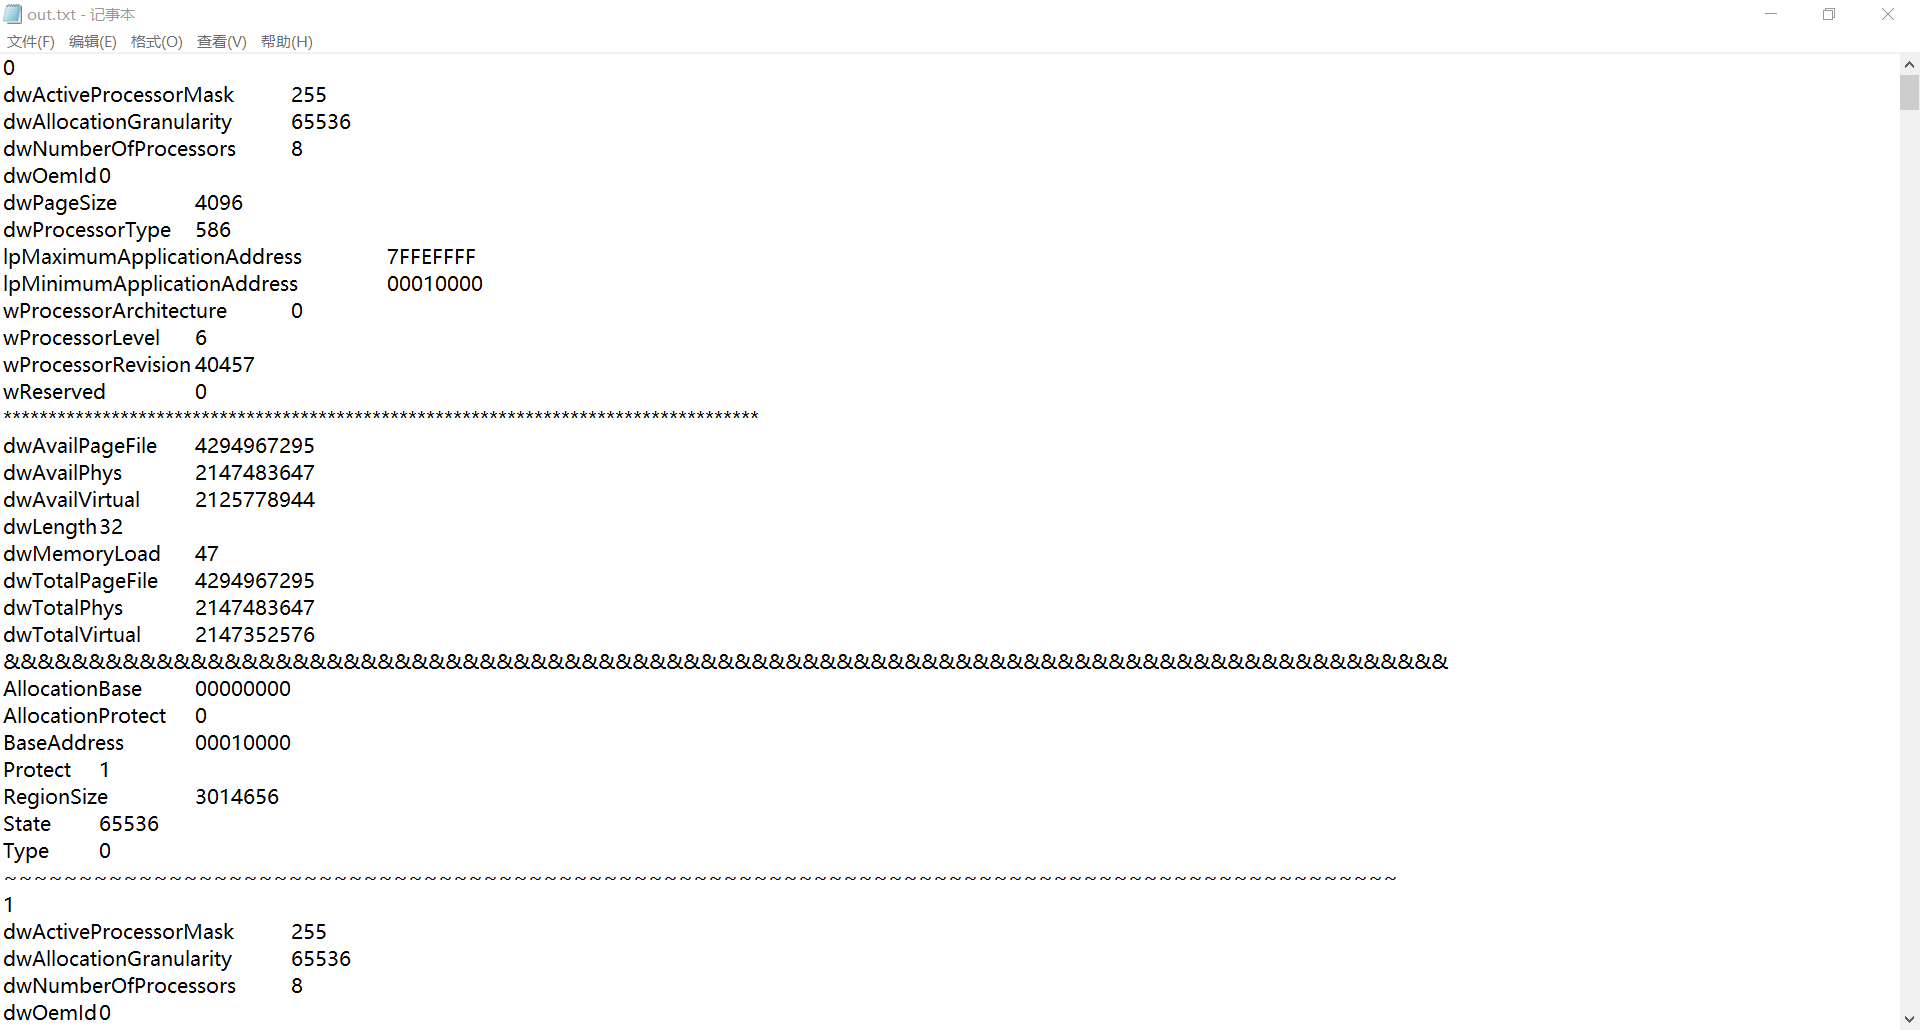 out.txt - 记事本
文件(F) 编辑(E) 格式(O) 查看(V) 帮助(H)
0
dwActiveProcessorMask 255
dwAllocationGranularity 65536
dwNumberOfProcessors 8
dwOemId 0
dwPageSize 4096
dwProcessorType 586
lpMaximumApplicationAddress 7FFEFFFF
lpMinimumApplicationAddress 00010000
wProcessorArchitecture 0
wProcessorLevel 6
wProcessorRevision 40457
wReserved 0
************************************************************************************
dwAvailPageFile 4294967295
dwAvailPhys 2147483647
dwAvailVirtual 2125778944
dwLength 32
dwMemoryLoad 47
dwTotalPageFile 4294967295
dwTotalPhys 2147483647
dwTotalVirtual 2147352576
&&&&&&&&&&&&&&&&&&&&&&&&&&&&&&&&&&&&&&&&&&&&&&&&&&&&&&&&&&&&&&&&&&&&&&&&&&&&&&&&&&&&&
AllocationBase 00000000
AllocationProtect 0
BaseAddress 00010000
Protect 1
RegionSize 3014656
State 65536
Type 0
~~~~~~~~~~~~~~~~~~~~~~~~~~~~~~~~~~~~~~~~~~~~~~~~~~~~~~~~~~~~~~~~~~~~~~~~~~~~~~~~~~~~~~~~~~~~~
1
dwActiveProcessorMask 255
dwAllocationGranularity 65536
dwNumberOfProcessors 8
dwOemId 0